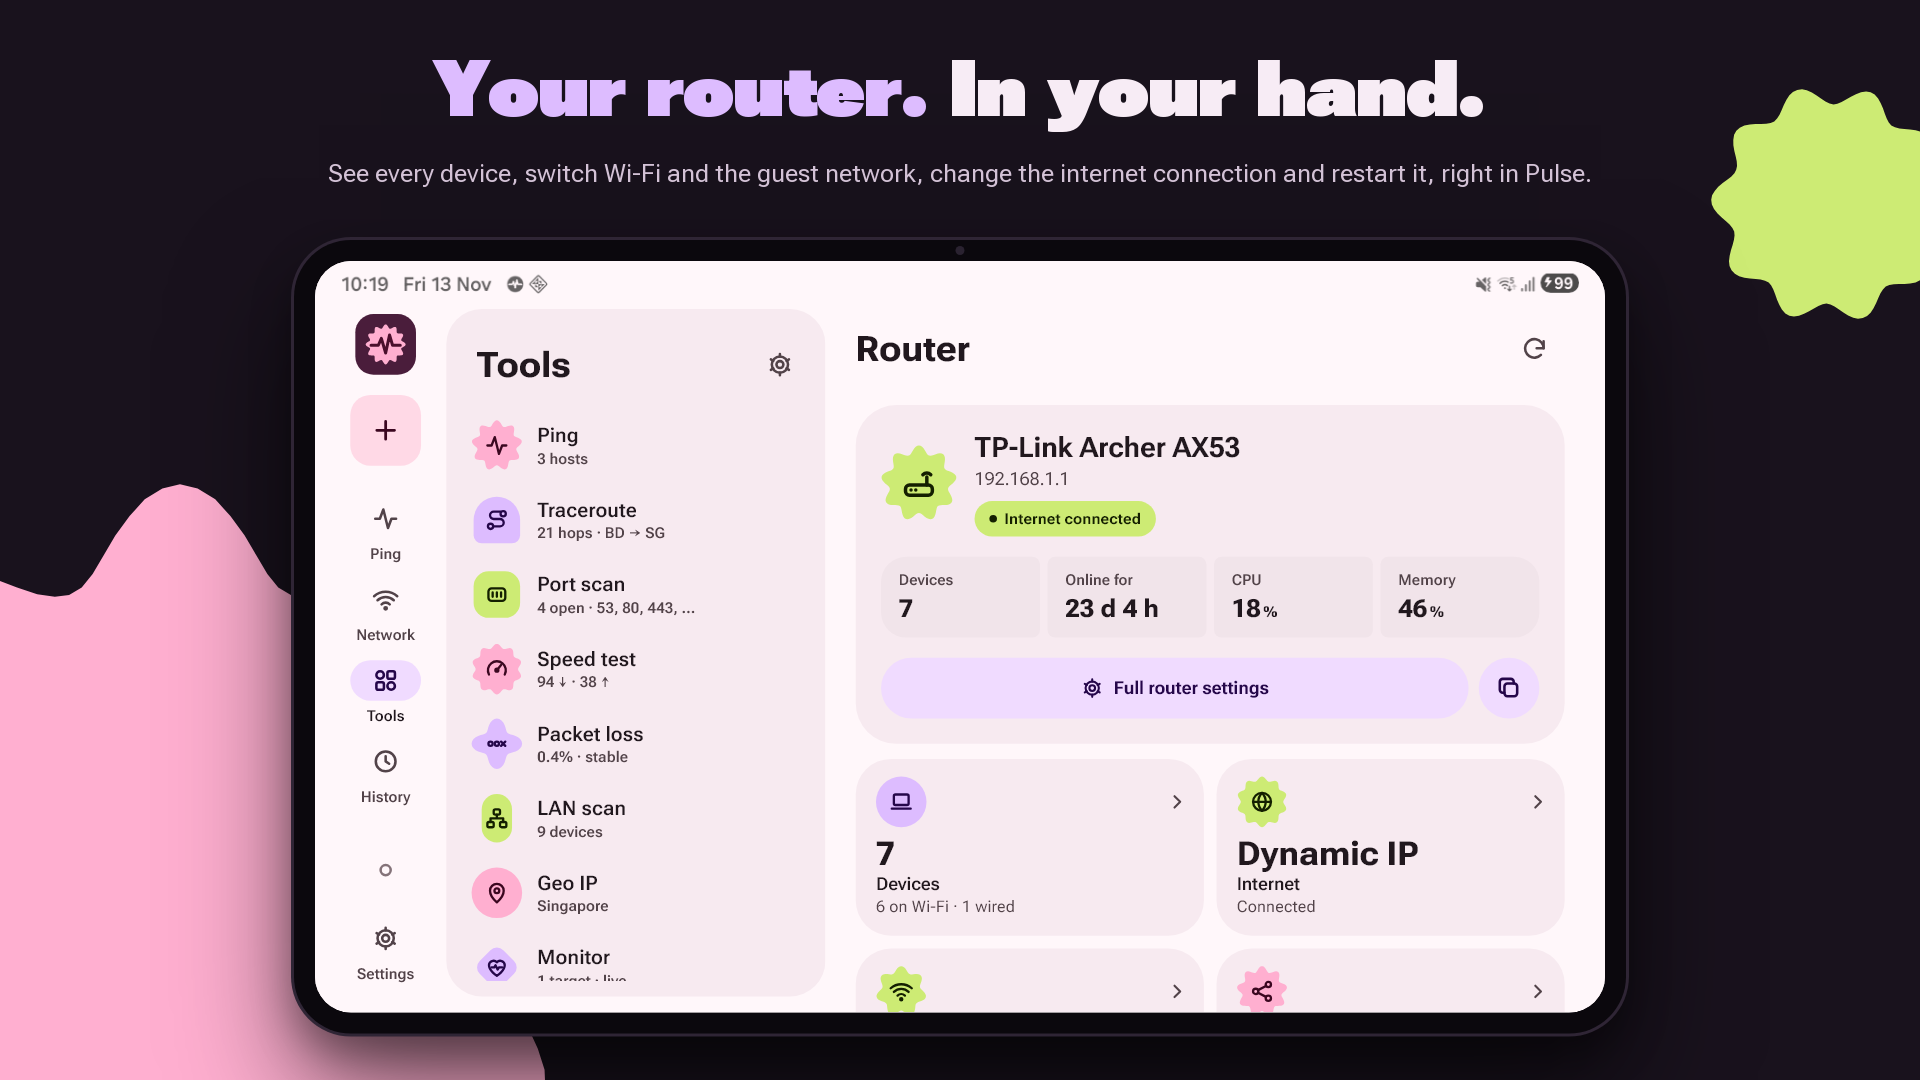 Your router. In your hand.
See every device, switch Wi-Fi and the guest network, change the internet connection and restart it, right in Pulse.
10:19 Fri 13 Nov
99
Ping
Network
Tools
History
Settings
Tools
Ping
3 hosts
Traceroute
21 hops · BD → SG
Port scan
4 open · 53, 80, 443, ...
Speed test
94 ↓ · 38 ↑
Packet loss
0.4% · stable
LAN scan
9 devices
Geo IP
Singapore
Monitor
1 target · live
Router
TP-Link Archer AX53
192.168.1.1
Internet connected
Devices
7
Online for
23 d 4 h
CPU
18%
Memory
46%
Full router settings
7
Devices
6 on Wi-Fi · 1 wired
Dynamic IP
Internet
Connected